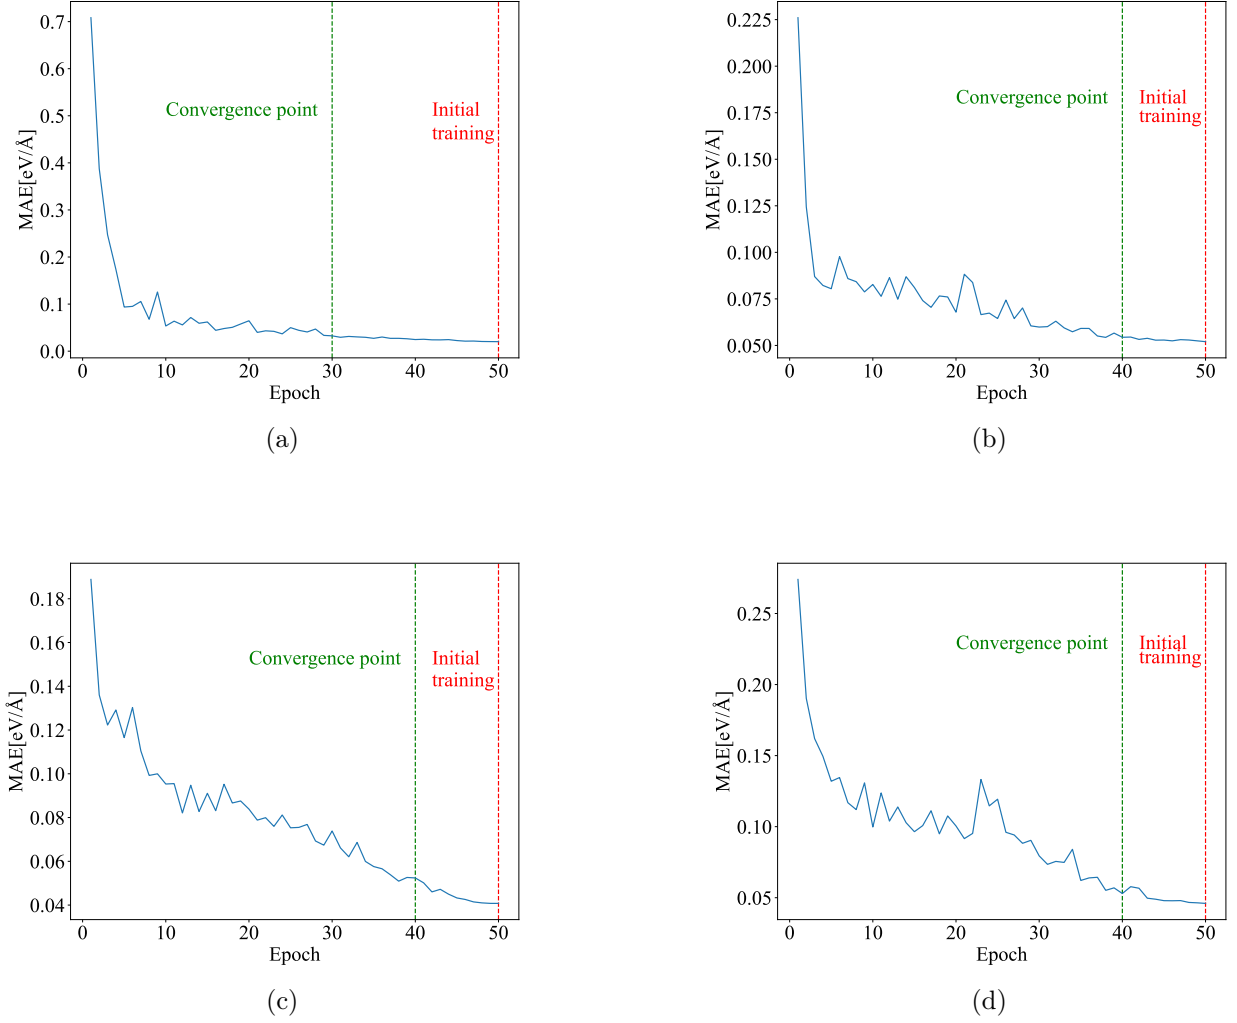 0.7
0.6
0.5
0.4
0.3
0.2
0.1
0.0
MAE[eV/Å]
Convergence point
Initial
training
0 10 20 30 40 50
Epoch
(a)
0.225
0.200
0.175
0.150
0.125
0.100
0.075
0.050
MAE[eV/Å]
Convergence point
Initial
training
0 10 20 30 40 50
Epoch
(b)
0.18
0.16
0.14
0.12
0.10
0.08
0.06
0.04
MAE[eV/Å]
Convergence point
Initial
training
0 10 20 30 40 50
Epoch
(c)
0.25
0.20
0.15
0.10
0.05
MAE[eV/Å]
Convergence point
Initial
training
0 10 20 30 40 50
Epoch
(d)